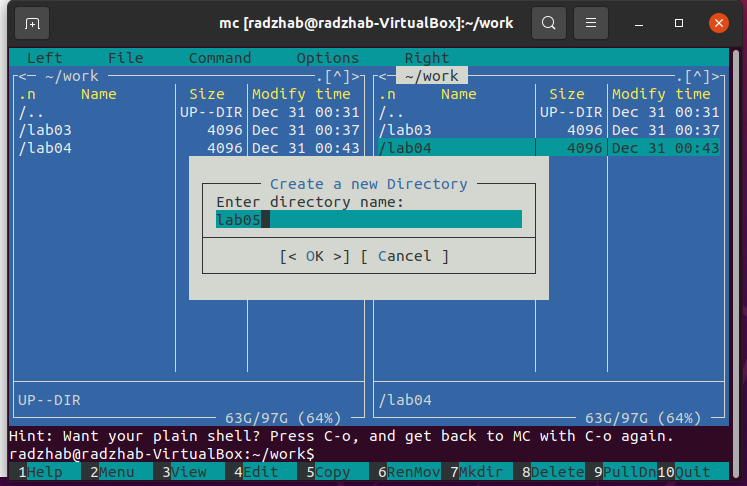 mc [radzhab@radzhab-VirtualBox]:~/work
Left File Command Options Right
<─ ~/work .[^]> <─ ~/work .[^]>
.n Name Size Modify time .n Name Size Modify time
/.. UP--DIR Dec 31 00:31 /.. UP--DIR Dec 31 00:31
/lab03 4096 Dec 31 00:37 /lab03 4096 Dec 31 00:37
/lab04 4096 Dec 31 00:43 /lab04 4096 Dec 31 00:43
Create a new Directory
Enter directory name:
lab05
[< OK >] [ Cancel ]
UP--DIR /lab04
63G/97G (64%) 63G/97G (64%)
Hint: Want your plain shell? Press C-o, and get back to MC with C-o again.
radzhab@radzhab-VirtualBox:~/work$
1Help 2Menu 3View 4Edit 5Copy 6RenMov 7Mkdir 8Delete 9PullDn 10Quit